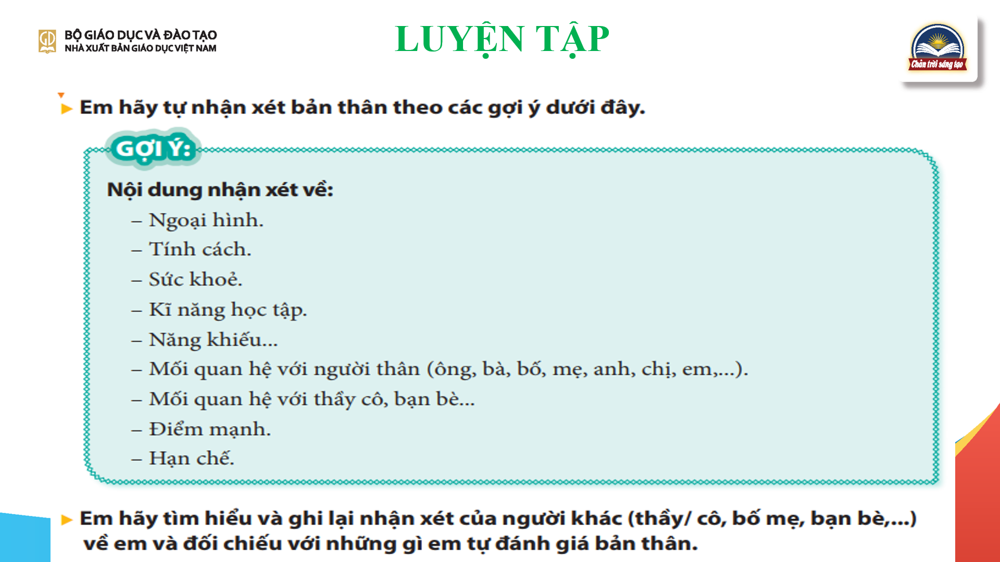 BỘ GIÁO DỤC VÀ ĐÀO TẠO
NHÀ XUẤT BẢN GIÁO DỤC VIỆT NAM
LUYỆN TẬP
Chân trời sáng tạo
Em hãy tự nhận xét bản thân theo các gợi ý dưới đây.
GỢI Ý:
Nội dung nhận xét về:
– Ngoại hình.
– Tính cách.
– Sức khoẻ.
– Kĩ năng học tập.
– Năng khiếu...
– Mối quan hệ với người thân (ông, bà, bố, mẹ, anh, chị, em,...).
– Mối quan hệ với thầy cô, bạn bè...
– Điểm mạnh.
– Hạn chế.
Em hãy tìm hiểu và ghi lại nhận xét của người khác (thầy/ cô, bố mẹ, bạn bè,...)
về em và đối chiếu với những gì em tự đánh giá bản thân.